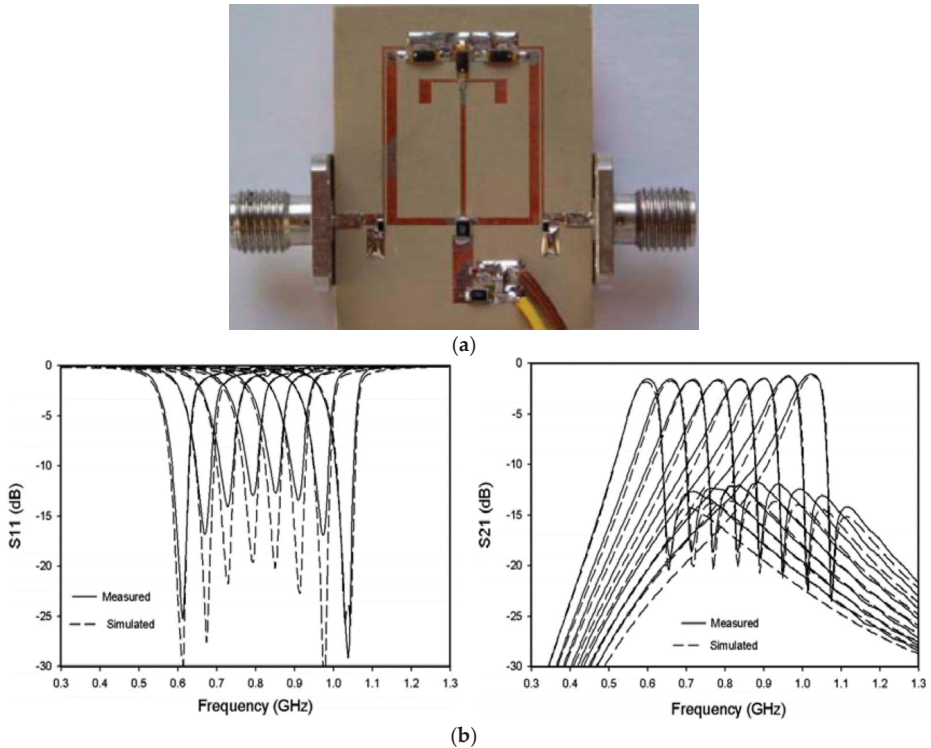 (a)
0
-5
-10
-15
-20
-25
-30
S11 (dB)
Measured
Simulated
0.3 0.4 0.5 0.6 0.7 0.8 0.9 1.0 1.1 1.2 1.3
Frequency (GHz)
0
-5
-10
-15
-20
-25
-30
S21 (dB)
Measured
Simulated
0.3 0.4 0.5 0.6 0.7 0.8 0.9 1.0 1.1 1.2 1.3
Frequency (GHz)
(b)